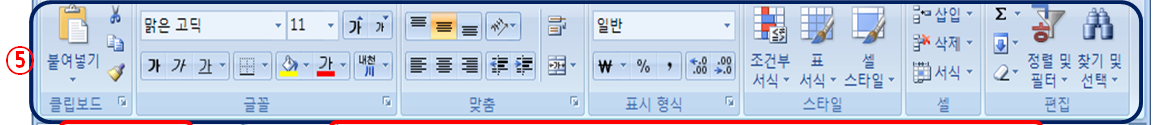 ⑤
붙여넣기
클립보드
맑은 고딕 11 가 가
가 가 가 가 내천 川
글꼴
맞춤
일반
₩ % , .0 .00 .00 .0
표시 형식
조건부 서식
표 서식
셀 스타일
스타일
삽입
삭제
서식
셀
Σ
정렬 및 필터
찾기 및 선택
편집